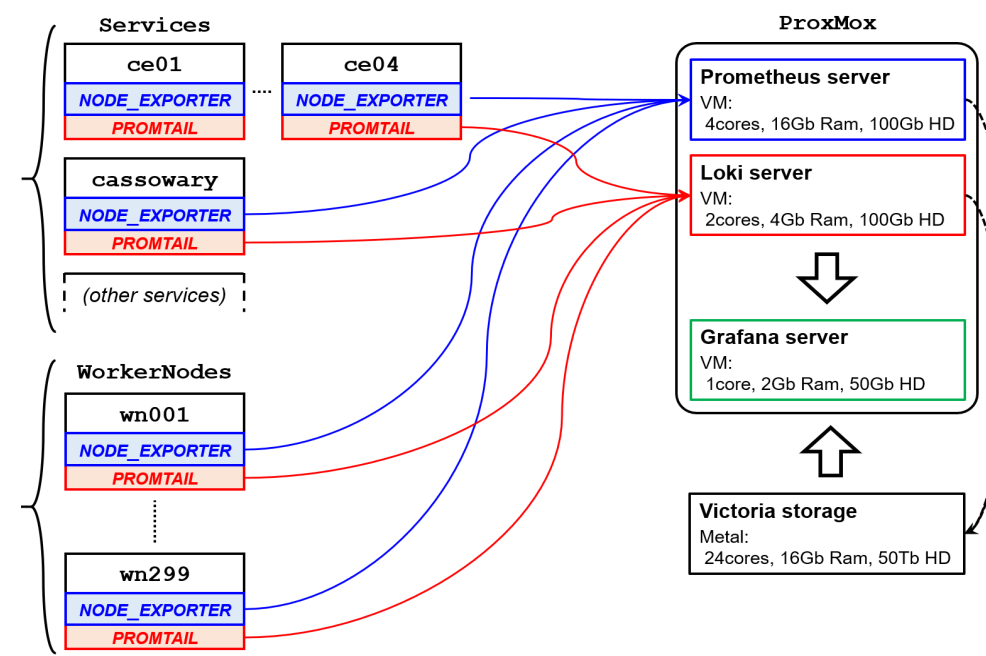 Services
ce01
NODE_EXPORTER
PROMTAIL
....
ce04
NODE_EXPORTER
PROMTAIL
cassowary
NODE_EXPORTER
PROMTAIL
(other services)
WorkerNodes
wn001
NODE_EXPORTER
PROMTAIL
wn299
NODE_EXPORTER
PROMTAIL
ProxMox
Prometheus server
VM:
4cores, 16Gb Ram, 100Gb HD
Loki server
VM:
2cores, 4Gb Ram, 100Gb HD
Grafana server
VM:
1core, 2Gb Ram, 50Gb HD
Victoria storage
Metal:
24cores, 16Gb Ram, 50Tb HD